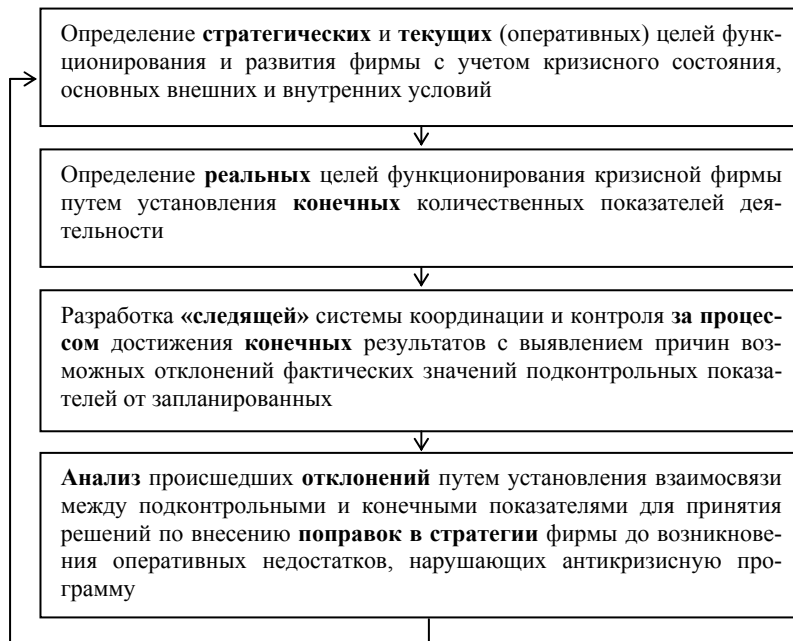 Определение стратегических и текущих (оперативных) целей функ-
ционирования и развития фирмы с учетом кризисного состояния,
основных внешних и внутренних условий
Определение реальных целей функционирования кризисной фирмы
путем установления конечных количественных показателей дея-
тельности
Разработка «следящей» системы координации и контроля за процес-
сом достижения конечных результатов с выявлением причин воз-
можных отклонений фактических значений подконтрольных показа-
телей от запланированных
Анализ происшедших отклонений путем установления взаимосвязи
между подконтрольными и конечными показателями для принятия
решений по внесению поправок в стратегии фирмы до возникнове-
ния оперативных недостатков, нарушающих антикризисную про-
грамму